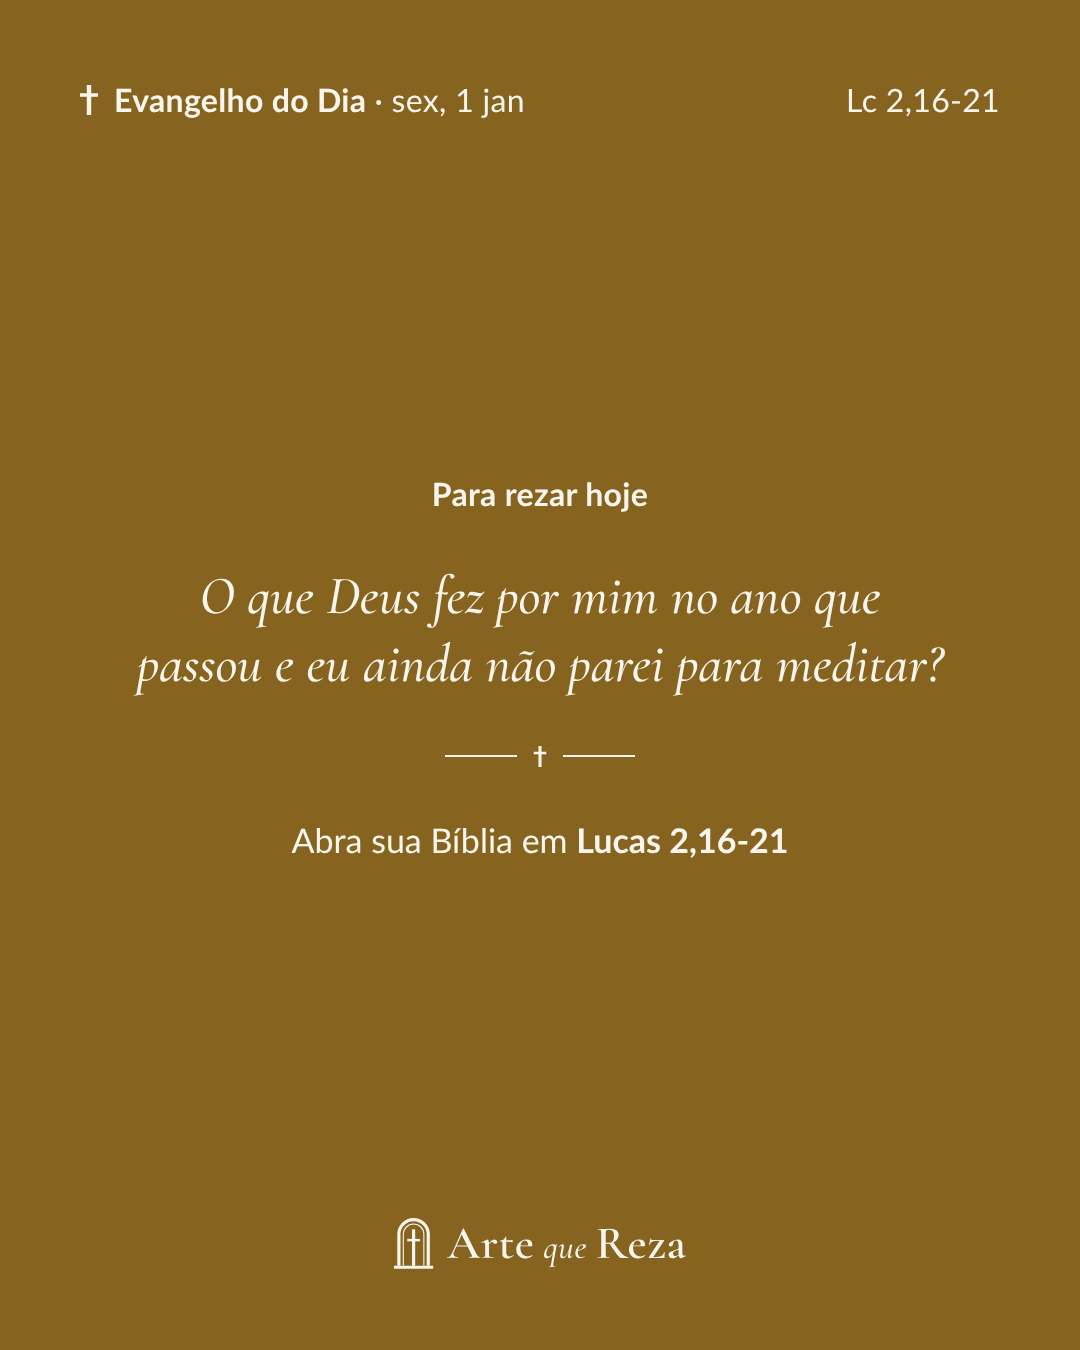 † Evangelho do Dia · sex, 1 jan
Lc 2,16-21
Para rezar hoje
O que Deus fez por mim no ano que
passou e eu ainda não parei para meditar?
†
Abra sua Bíblia em Lucas 2,16-21
Arte que Reza